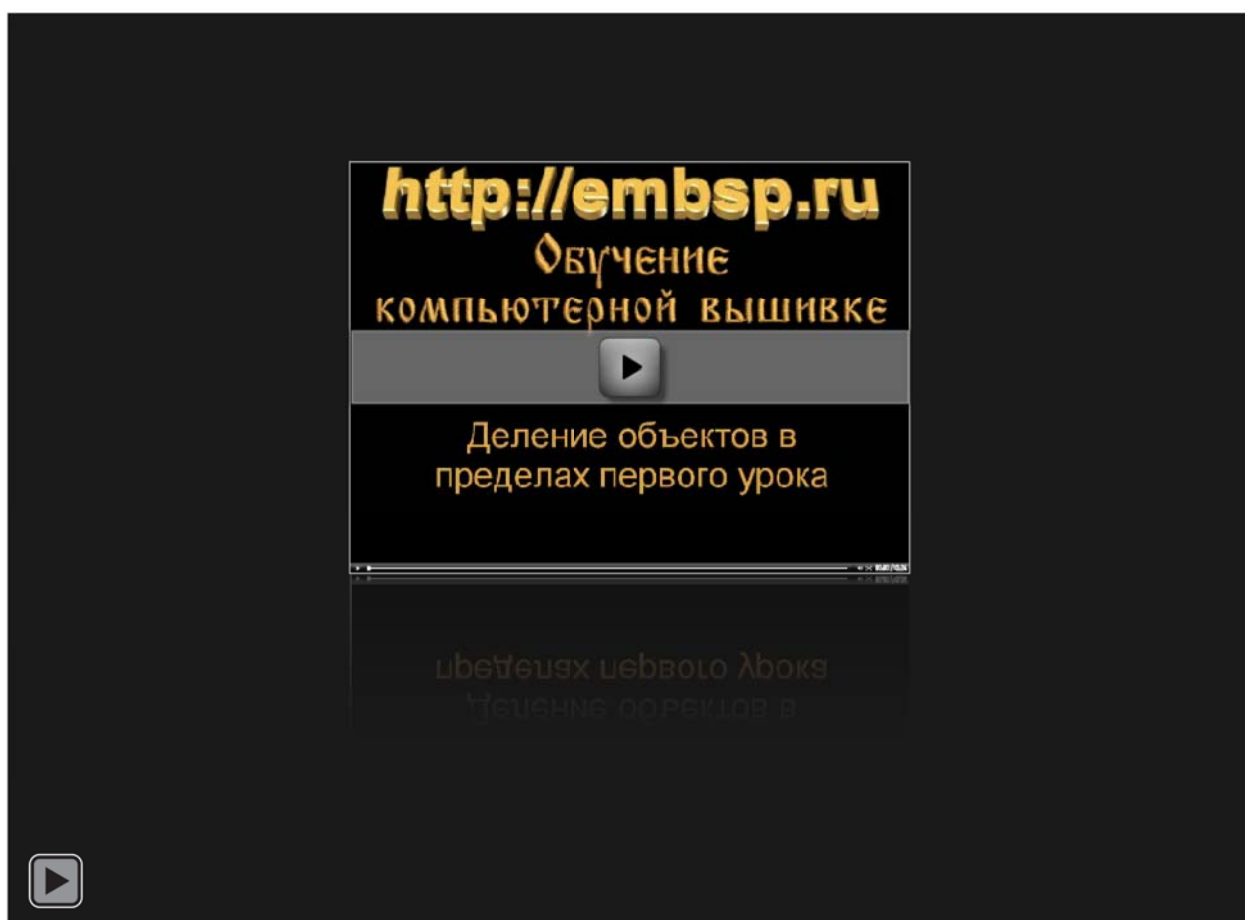 http://embsp.ru
Обучение
компьютерной вышивке
Деление объектов в
пределах первого урока